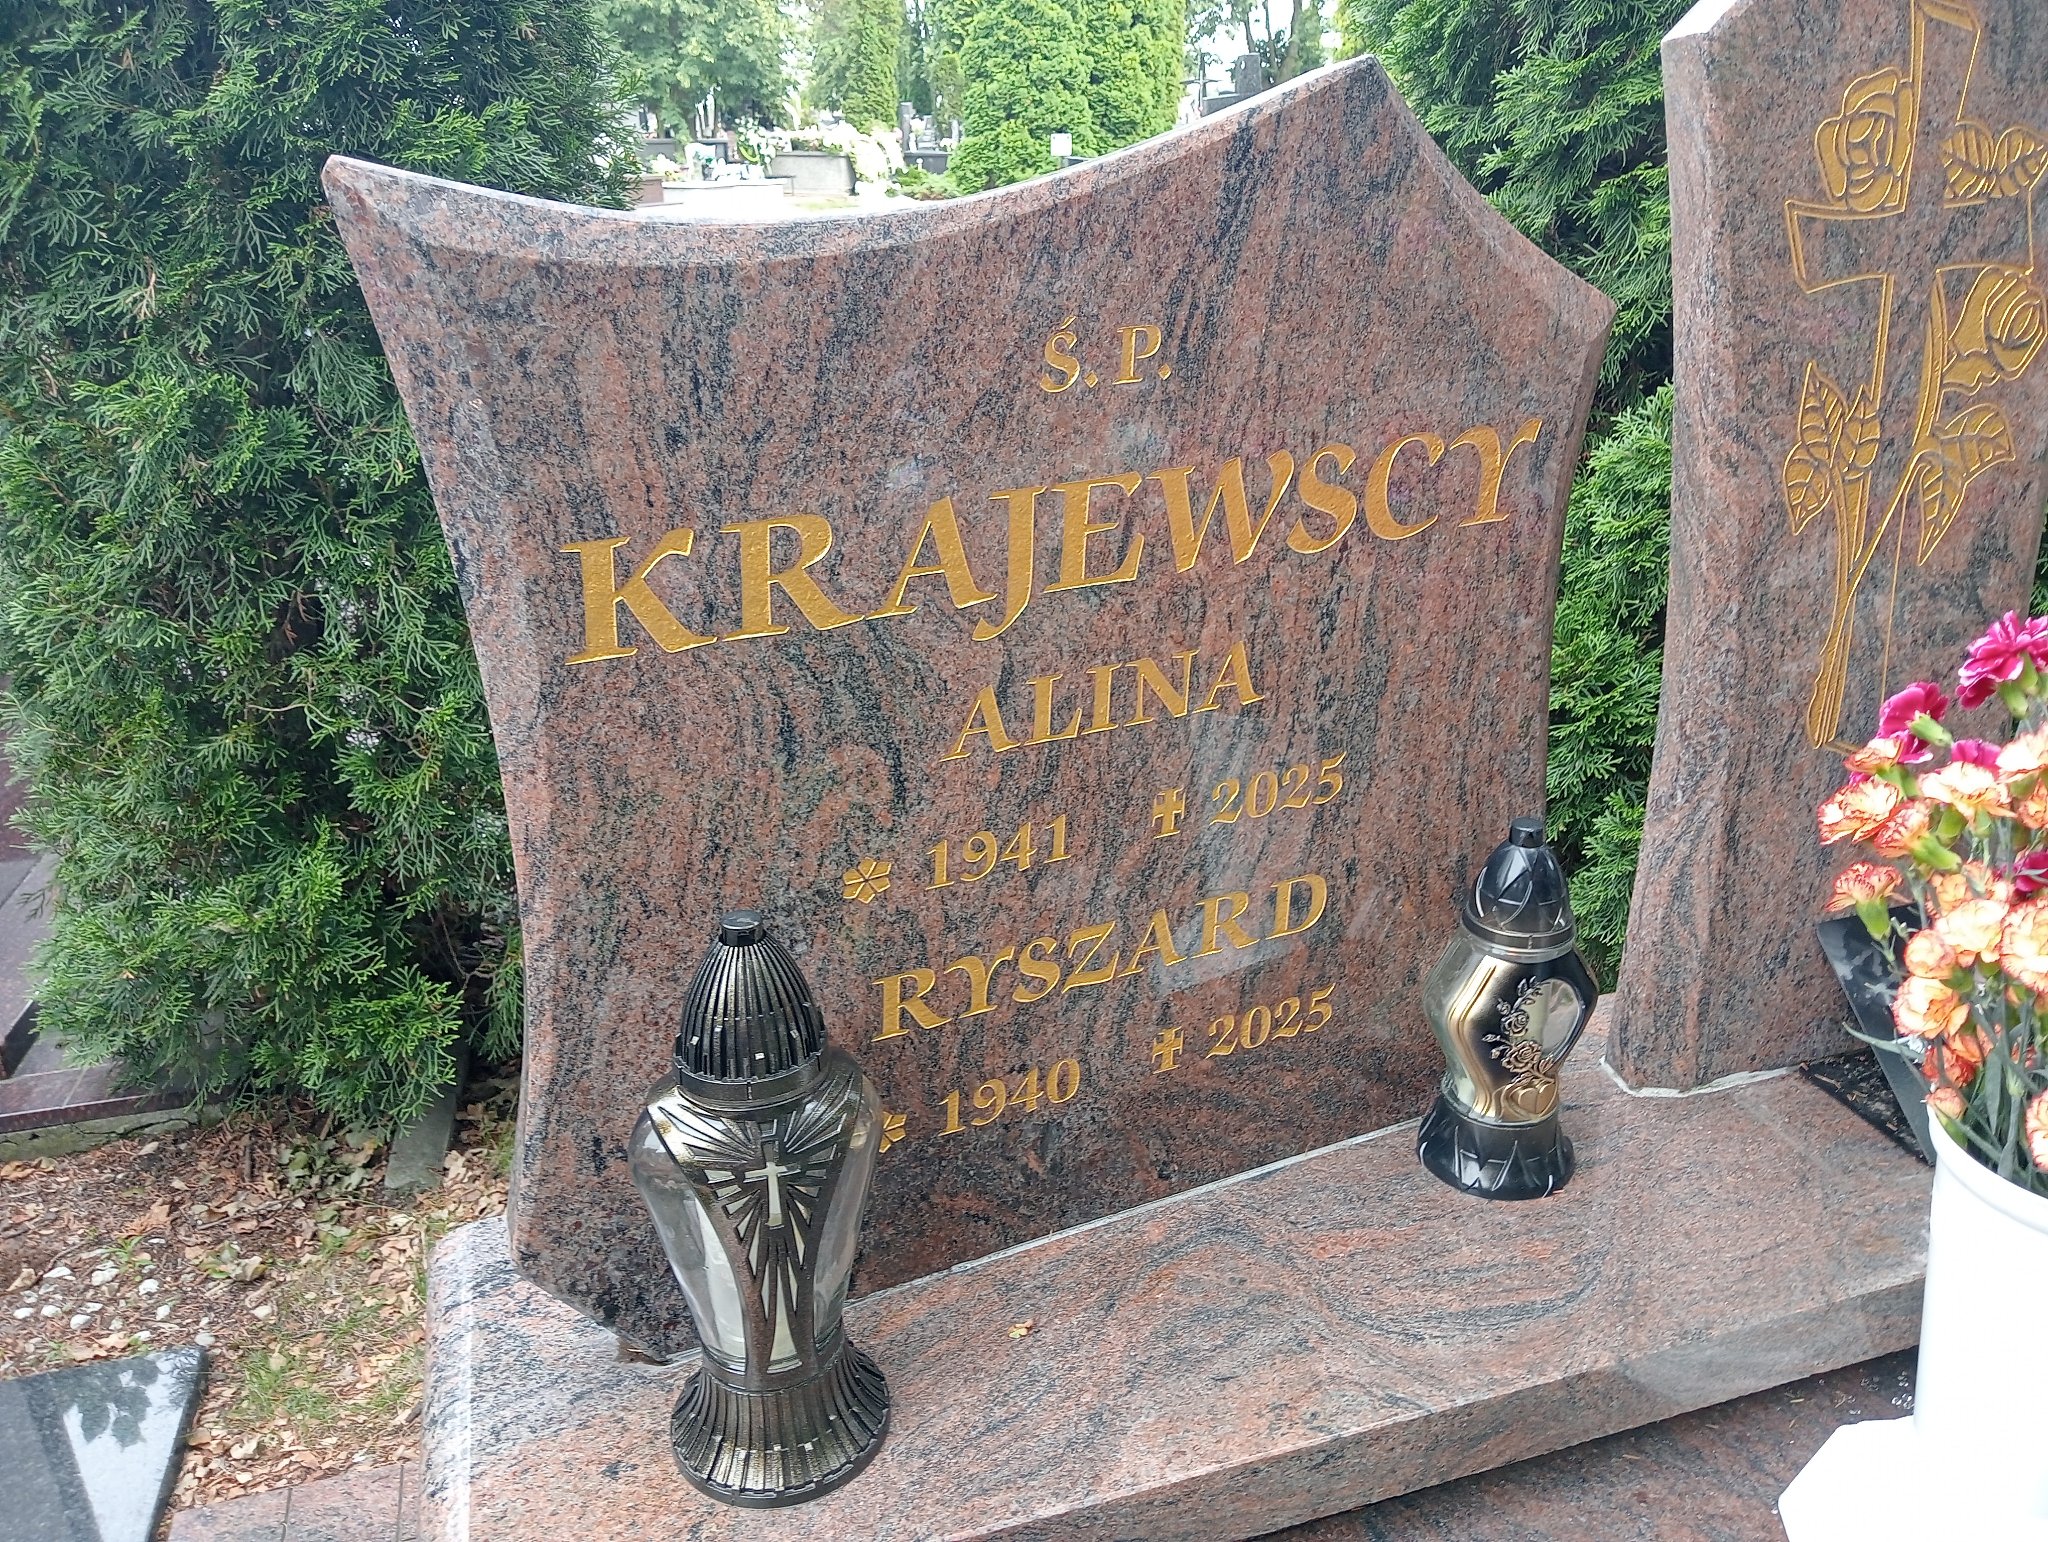 Ś. P.
KRAJEWSCY
ALINA
* 1941 ✝ 2025
RYSZARD
* 1940 ✝ 2025